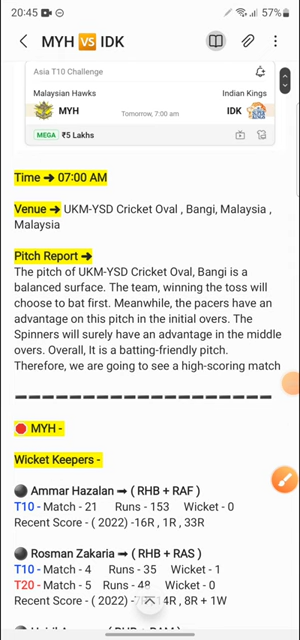 20:45 57%
MYH VS IDK
Asia T10 Challenge
Malaysian Hawks Indian Kings
MYH Tomorrow, 7:00 am IDK
MEGA ₹5 Lakhs
Time ➔ 07:00 AM
Venue ➔ UKM-YSD Cricket Oval , Bangi, Malaysia ,
Malaysia
Pitch Report ➔
The pitch of UKM-YSD Cricket Oval, Bangi is a
balanced surface. The team, winning the toss will
choose to bat first. Meanwhile, the pacers have an
advantage on this pitch in the initial overs. The
Spinners will surely have an advantage in the middle
overs. Overall, It is a batting-friendly pitch.
Therefore, we are going to see a high-scoring match
MYH -
Wicket Keepers -
Ammar Hazalan ➞ ( RHB + RAF )
T10 - Match - 21 Runs - 153 Wicket - 0
Recent Score - ( 2022) -16R , 1R , 33R
Rosman Zakaria ➞ ( RHB + RAS )
T10 - Match - 4 Runs - 35 Wicket - 1
T20 - Match - 5 Runs - 48 Wicket - 0
Recent Score - ( 2022) 14R , 8R + 1W